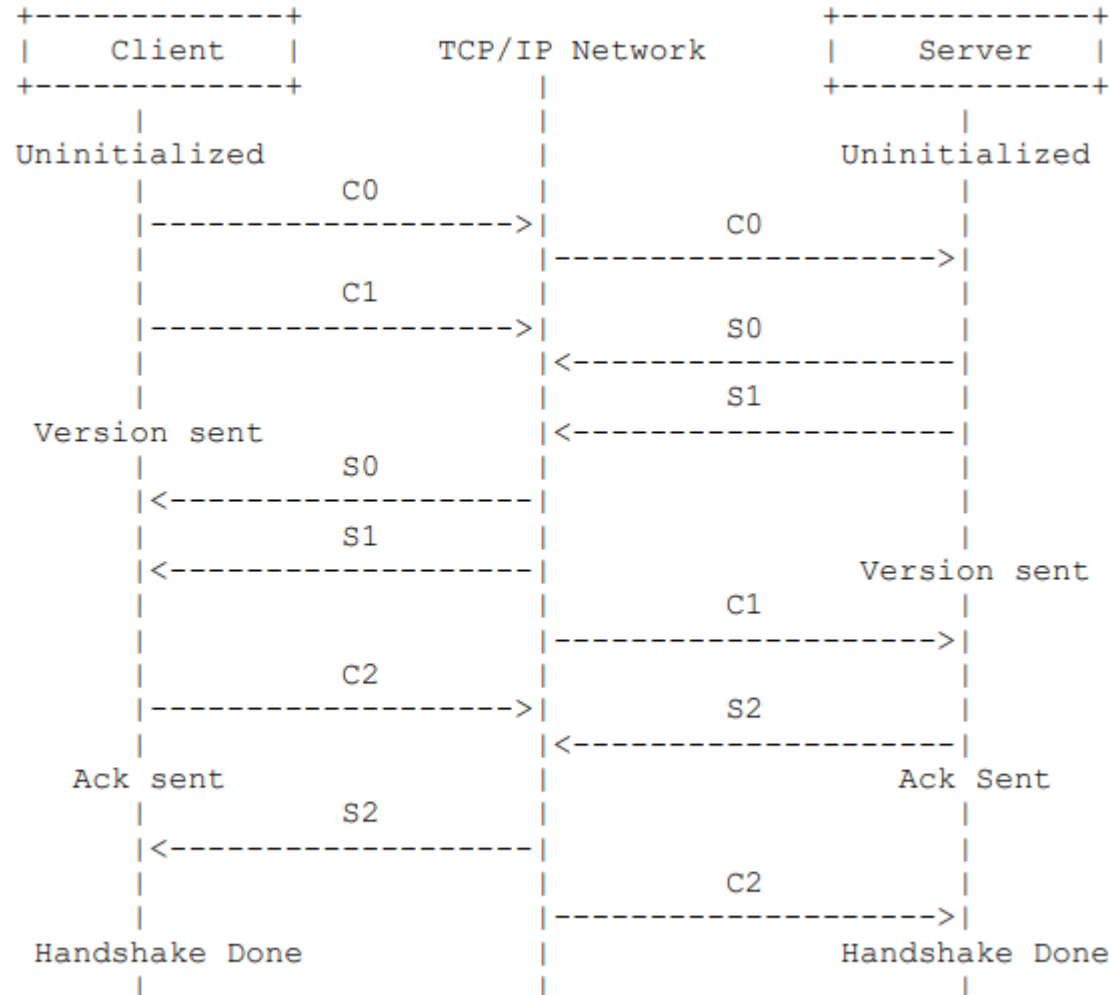 +-------------+                            +-------------+
|    Client   |       TCP/IP Network       |    Server   |
+-------------+             |              +-------------+
      |                     |                     |
Uninitialized               |               Uninitialized
      |          C0         |                     |
      |------------------->|         C0          |
      |                     |-------------------->|
      |          C1         |                     |
      |------------------->|         S0          |
      |                     |<--------------------|
      |                     |         S1          |
 Version sent               |<--------------------|
      |          S0         |                     |
      |<--------------------|                     |
      |          S1         |                     |
      |<--------------------|                Version sent
      |                     |         C1          |
      |                     |-------------------->|
      |          C2         |                     |
      |------------------->|         S2          |
      |                     |<--------------------|
   Ack sent                 |                  Ack Sent
      |          S2         |                     |
      |<--------------------|                     |
      |                     |         C2          |
      |                     |-------------------->|
 Handshake Done             |               Handshake Done
      |                     |                     |